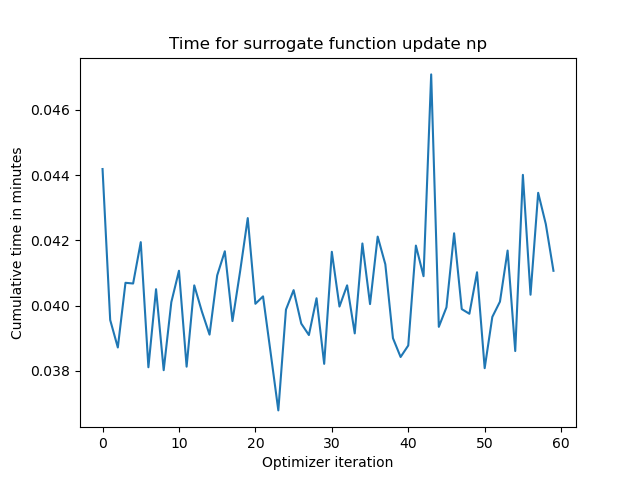 Time for surrogate function update np
Cumulative time in minutes
0.046
0.044
0.042
0.040
0.038
0 10 20 30 40 50 60
Optimizer iteration